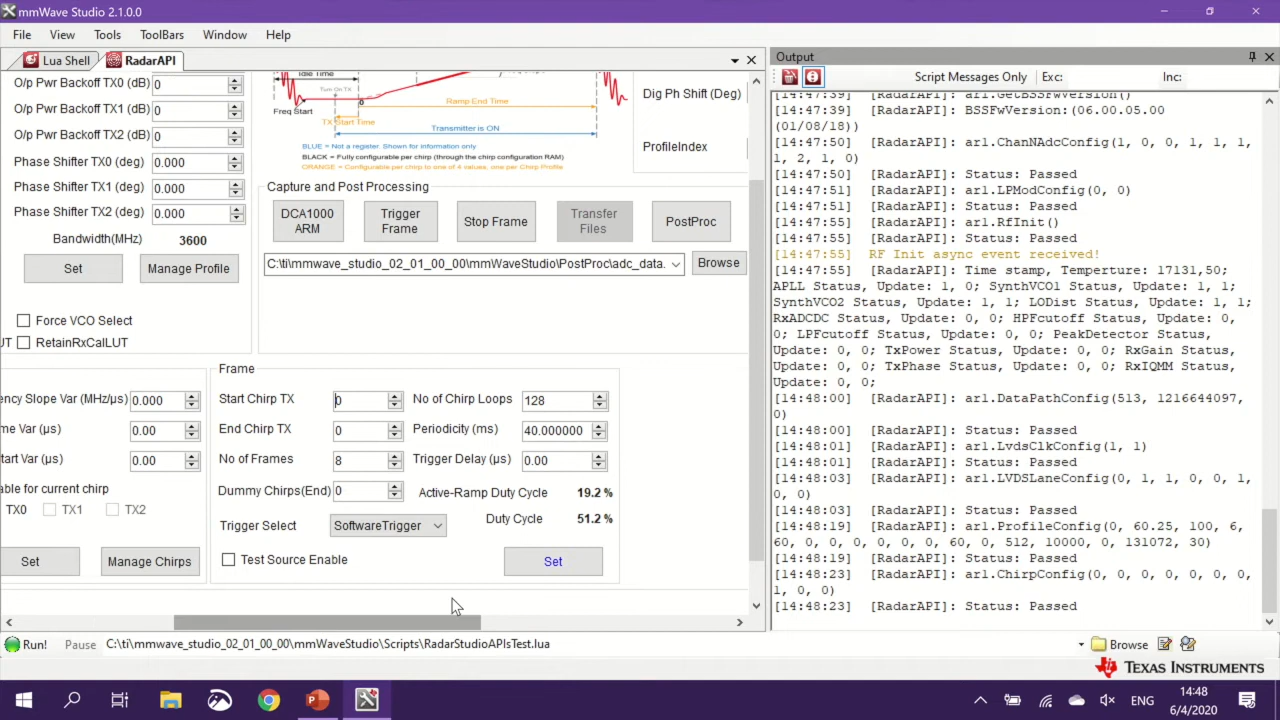 mmWave Studio 2.1.0.0
File View Tools ToolBars Window Help
Lua Shell RadarAPI
O/p Pwr Backoff TX0 (dB) 0
O/p Pwr Backoff TX1 (dB) 0
O/p Pwr Backoff TX2 (dB) 0
Phase Shifter TX0 (deg) 0.000
Phase Shifter TX1 (deg) 0.000
Phase Shifter TX2 (deg) 0.000
Bandwidth(MHz) 3600
Set Manage Profile
Force VCO Select
UT RetainRxCalLUT
Idle Time
Turn On TX
0
Freq Start
TX Start Time
Ramp End Time
Transmitter is ON
BLUE = Not a register. Shown for information only
BLACK = Fully configurable per chirp (through the chirp configuration RAM)
ORANGE = Configurable per chirp to one of 4 values, one per Chirp Profile
Dig Ph Shift (Deg)
ProfileIndex
Capture and Post Processing
DCA1000 ARM
Trigger Frame
Stop Frame
Transfer Files
PostProc
C:\ti\mmwave_studio_02_01_00_00\mmWaveStudio\PostProc\adc_data. Browse
ency Slope Var (MHz/µs) 0.000
me Var (µs) 0.00
tart Var (µs) 0.00
able for current chirp
TX0 TX1 TX2
Set Manage Chirps
Frame
Start Chirp TX 0 No of Chirp Loops 128
End Chirp TX 0 Periodicity (ms) 40.000000
No of Frames 8 Trigger Delay (µs) 0.00
Dummy Chirps(End) 0 Active-Ramp Duty Cycle 19.2 %
Trigger Select SoftwareTrigger Duty Cycle 51.2 %
Test Source Enable Set
Output
Script Messages Only Exc: Inc:
[14:47:39] [RadarAPI]: ar1.GetBSSFwVersion()
[14:47:39] [RadarAPI]: BSSFwVersion:(06.00.05.00
(01/08/18))
[14:47:50] [RadarAPI]: ar1.ChanNAdcConfig(1, 0, 0, 1, 1, 1,
1, 2, 1, 0)
[14:47:50] [RadarAPI]: Status: Passed
[14:47:51] [RadarAPI]: ar1.LPModConfig(0, 0)
[14:47:51] [RadarAPI]: Status: Passed
[14:47:55] [RadarAPI]: ar1.RfInit()
[14:47:55] [RadarAPI]: Status: Passed
[14:47:55] RF Init async event received!
[14:47:55] [RadarAPI]: Time stamp, Temperture: 17131,50;
APLL Status, Update: 1, 0; SynthVCO1 Status, Update: 1, 1;
SynthVCO2 Status, Update: 1, 1; LODist Status, Update: 1, 1;
RxADCDC Status, Update: 0, 0; HPFcutoff Status, Update: 0,
0; LPFcutoff Status, Update: 0, 0; PeakDetector Status,
Update: 0, 0; TxPower Status, Update: 0, 0; RxGain Status,
Update: 0, 0; TxPhase Status, Update: 0, 0; RxIQMM Status,
Update: 0, 0;
[14:48:00] [RadarAPI]: ar1.DataPathConfig(513, 1216644097,
0)
[14:48:00] [RadarAPI]: Status: Passed
[14:48:01] [RadarAPI]: ar1.LvdsClkConfig(1, 1)
[14:48:01] [RadarAPI]: Status: Passed
[14:48:03] [RadarAPI]: ar1.LVDSLaneConfig(0, 1, 1, 0, 0, 1,
0, 0)
[14:48:03] [RadarAPI]: Status: Passed
[14:48:19] [RadarAPI]: ar1.ProfileConfig(0, 60.25, 100, 6,
60, 0, 0, 0, 0, 0, 0, 60, 0, 512, 10000, 0, 131072, 30)
[14:48:19] [RadarAPI]: Status: Passed
[14:48:23] [RadarAPI]: ar1.ChirpConfig(0, 0, 0, 0, 0, 0, 0,
1, 0, 0)
[14:48:23] [RadarAPI]: Status: Passed
Run! Pause C:\ti\mmwave_studio_02_01_00_00\mmWaveStudio\Scripts\RadarStudioAPIsTest.lua Browse
TEXAS INSTRUMENTS
ENG
14:48
6/4/2020